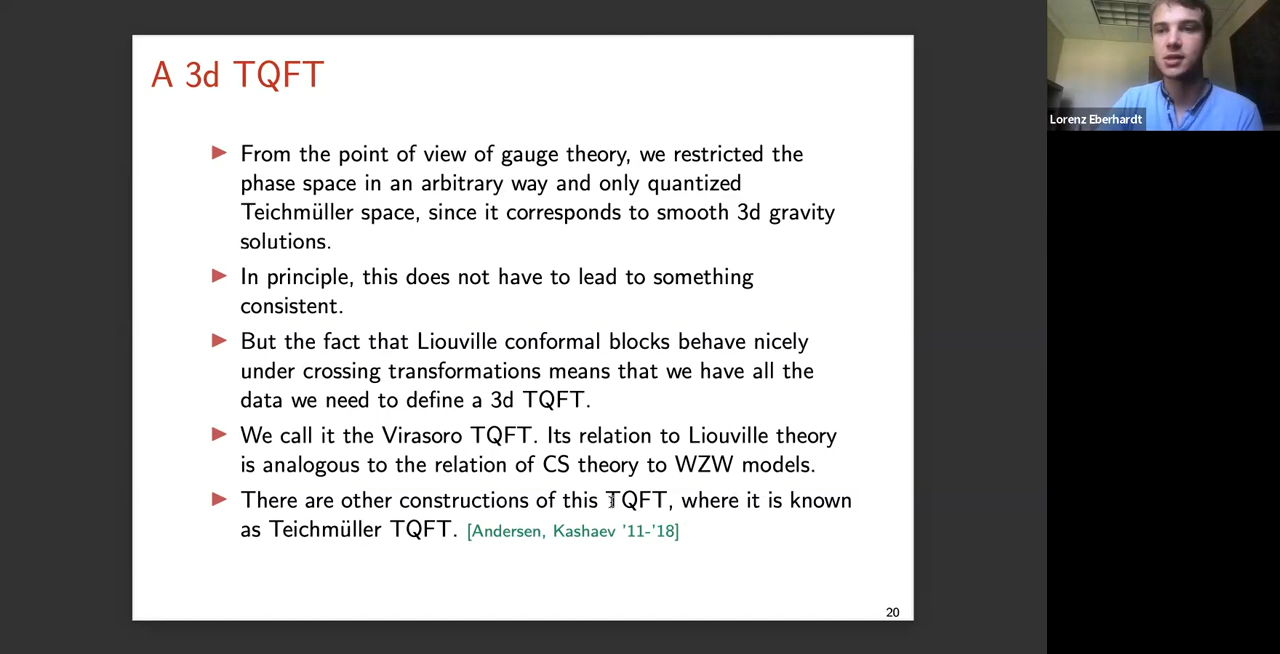 A 3d TQFT
From the point of view of gauge theory, we restricted the
phase space in an arbitrary way and only quantized
Teichmüller space, since it corresponds to smooth 3d gravity
solutions.
In principle, this does not have to lead to something
consistent.
But the fact that Liouville conformal blocks behave nicely
under crossing transformations means that we have all the
data we need to define a 3d TQFT.
We call it the Virasoro TQFT. Its relation to Liouville theory
is analogous to the relation of CS theory to WZW models.
There are other constructions of this TQFT, where it is known
as Teichmüller TQFT. [Andersen, Kashaev '11-'18]
20
Lorenz Eberhardt